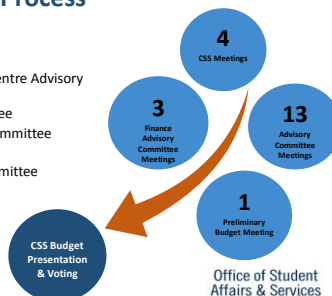 Process
entre Advisory
ee
ommittee
mittee
4
CSS Meetings
3
Finance
Advisory
Committee
Meetings
13
Advisory
Committee
Meetings
1
Preliminary
Budget Meeting
CSS Budget
Presentation
& Voting
Office of Student
Affairs & Services